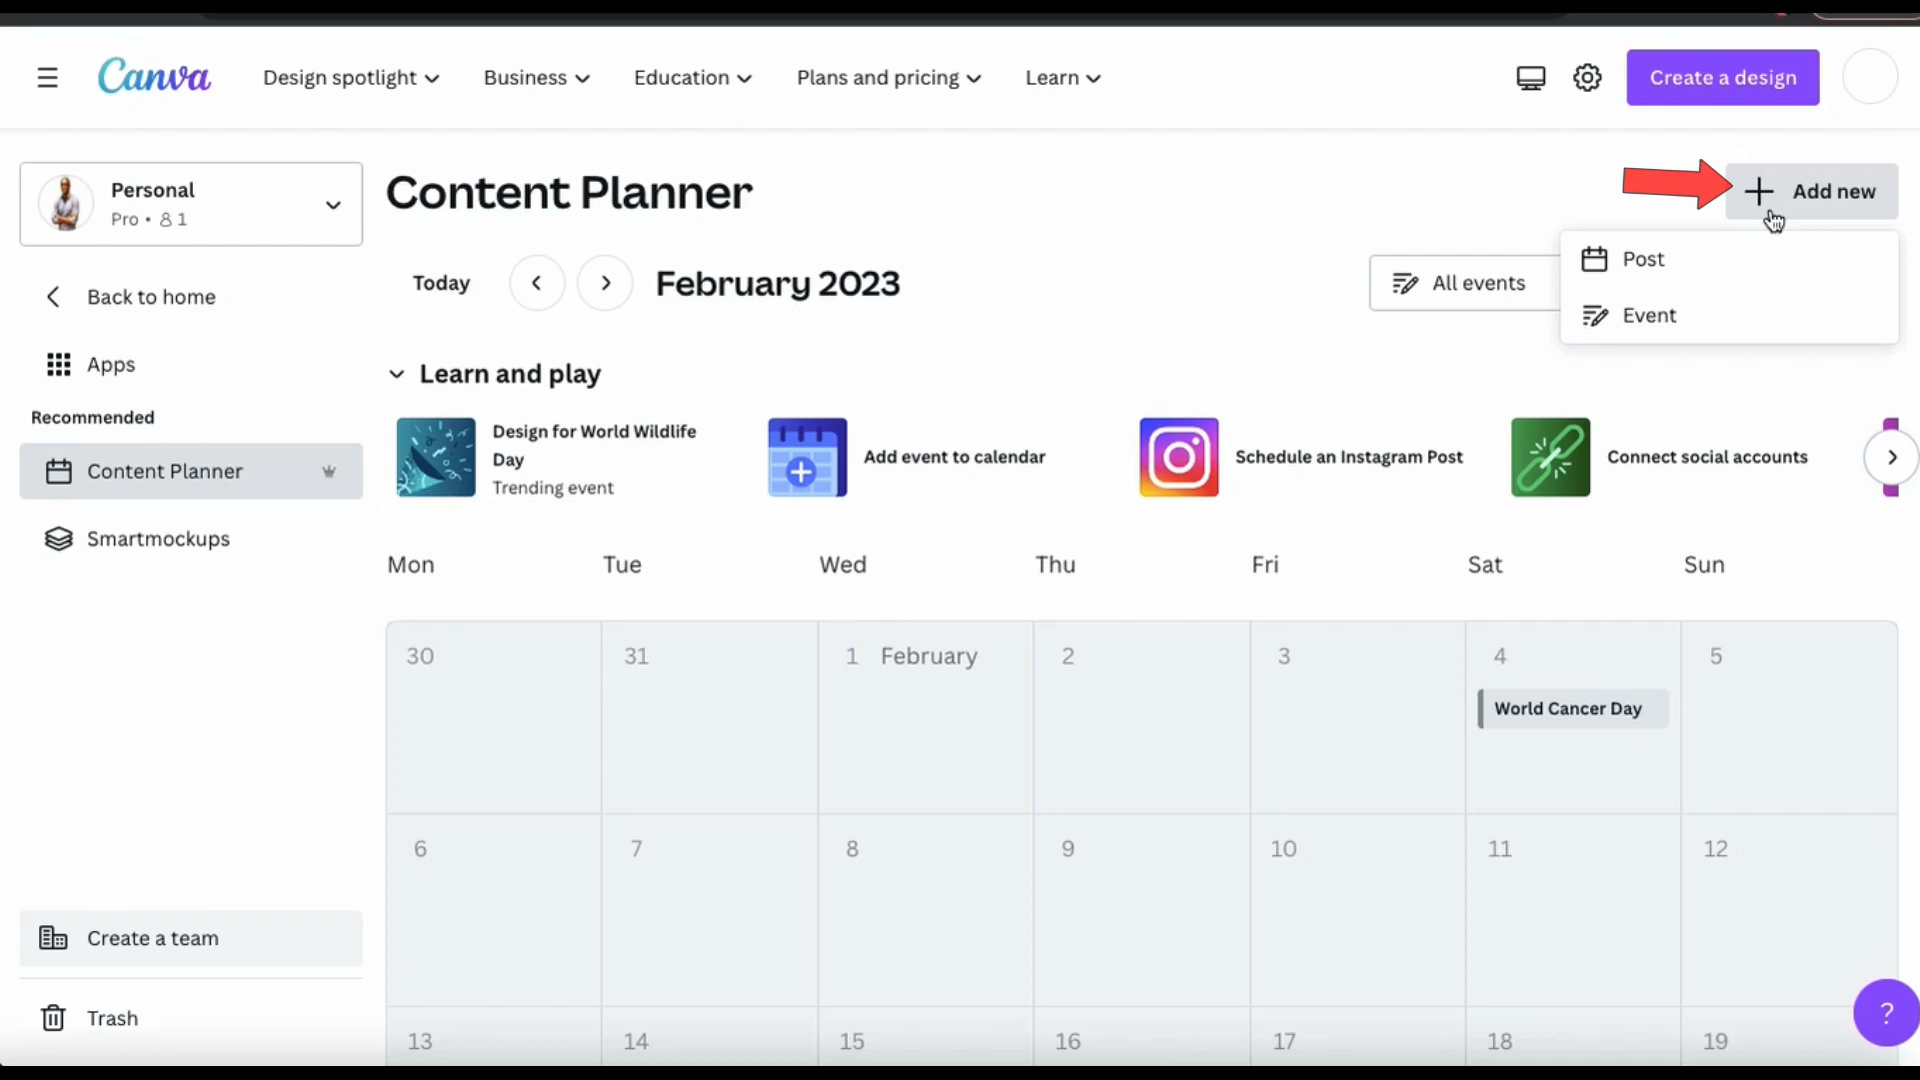 Canva
Design spotlight
Business
Education
Plans and pricing
Learn
Create a design
Personal
Pro • 1
Back to home
Apps
Recommended
Content Planner
Smartmockups
Create a team
Trash
Content Planner
Add new
Post
Event
Today
February 2023
All events
Learn and play
Design for World Wildlife
Day
Trending event
Add event to calendar
Schedule an Instagram Post
Connect social accounts
Mon Tue Wed Thu Fri Sat Sun
30 31 1 February 2 3 4 5
World Cancer Day
6 7 8 9 10 11 12
13 14 15 16 17 18 19
?